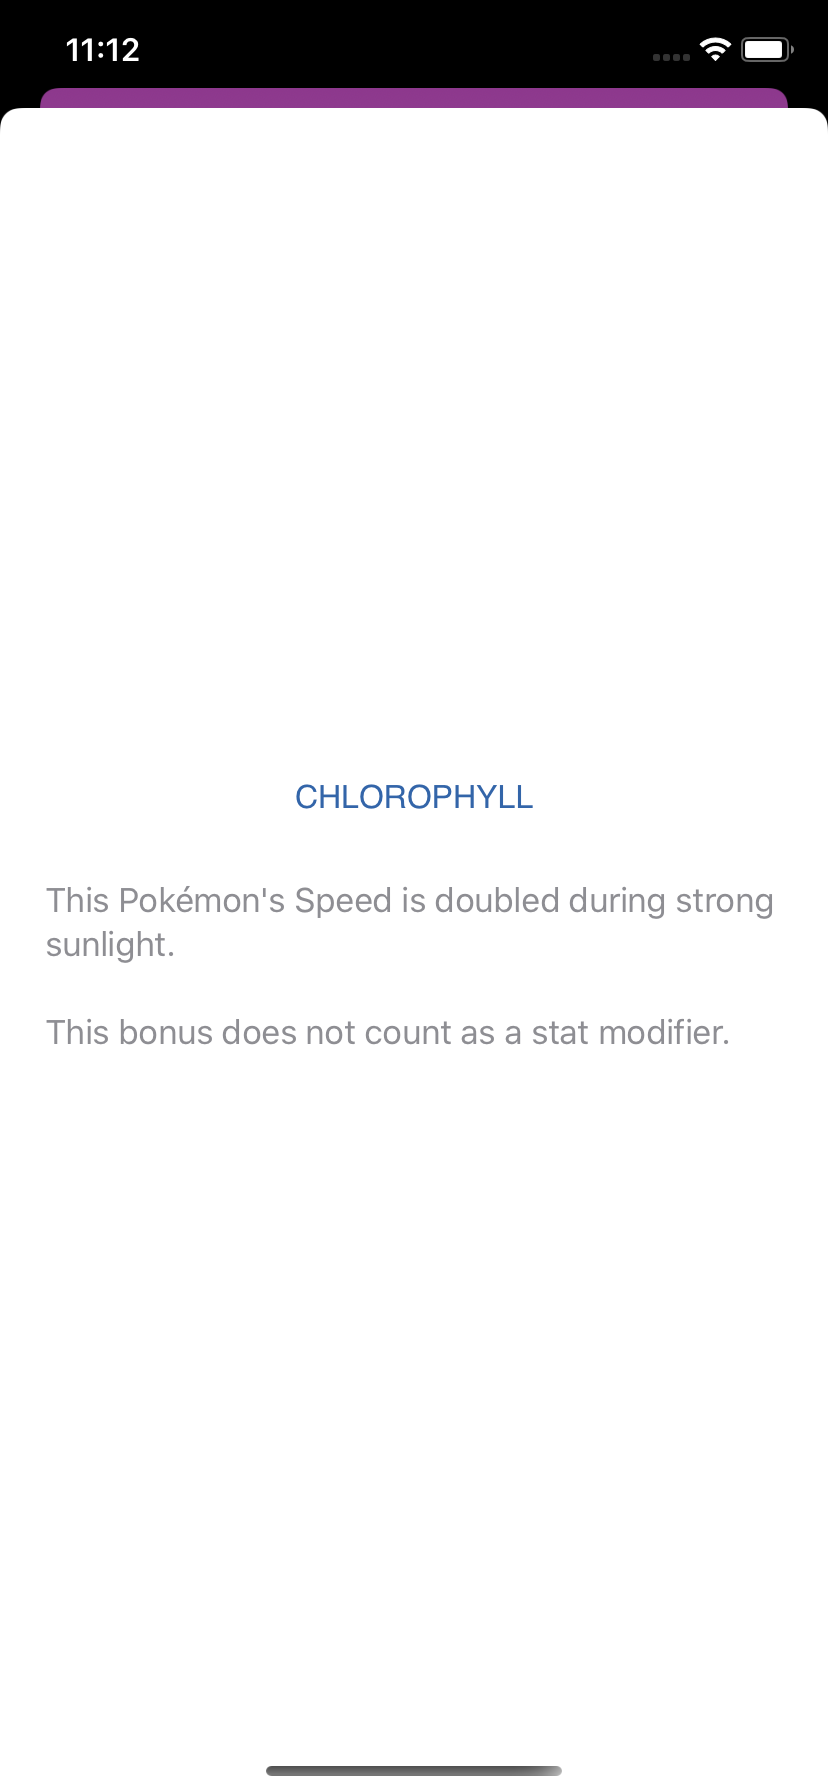 11:12
CHLOROPHYLL
This Pokémon's Speed is doubled during strong
sunlight.
This bonus does not count as a stat modifier.